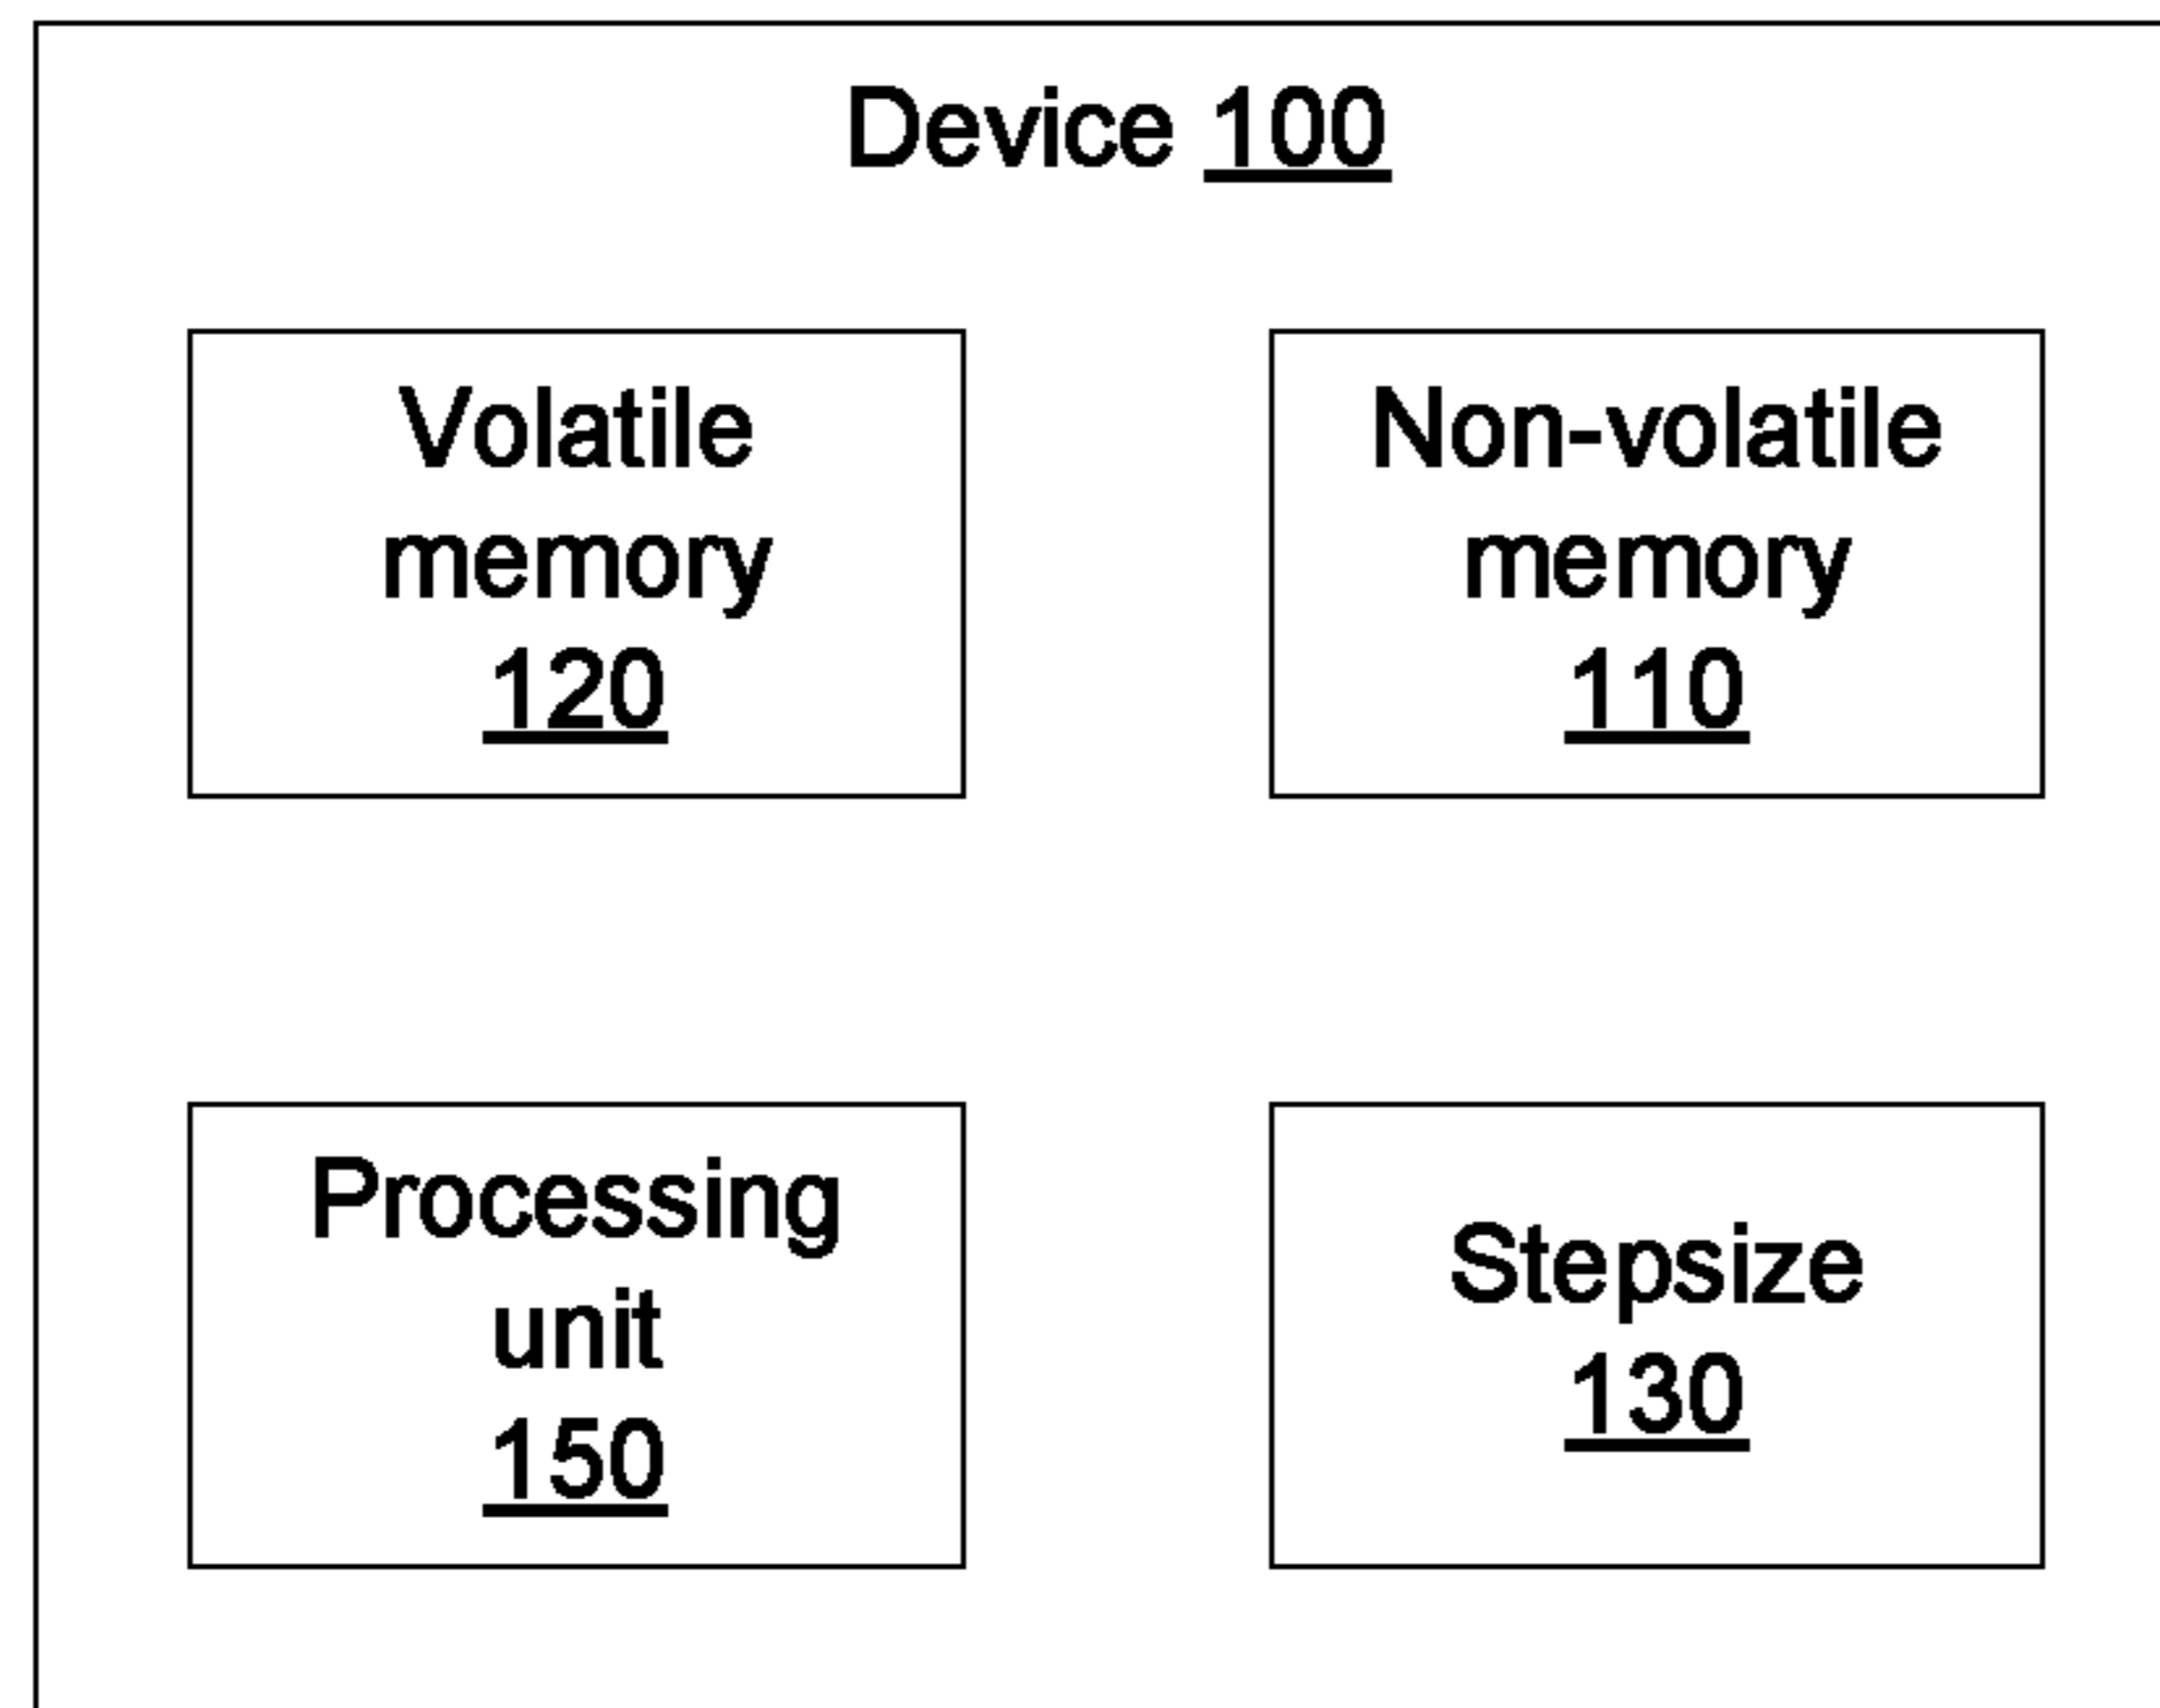 Device 100
Volatile
memory
120
Non-volatile
memory
110
Processing
unit
150
Stepsize
130